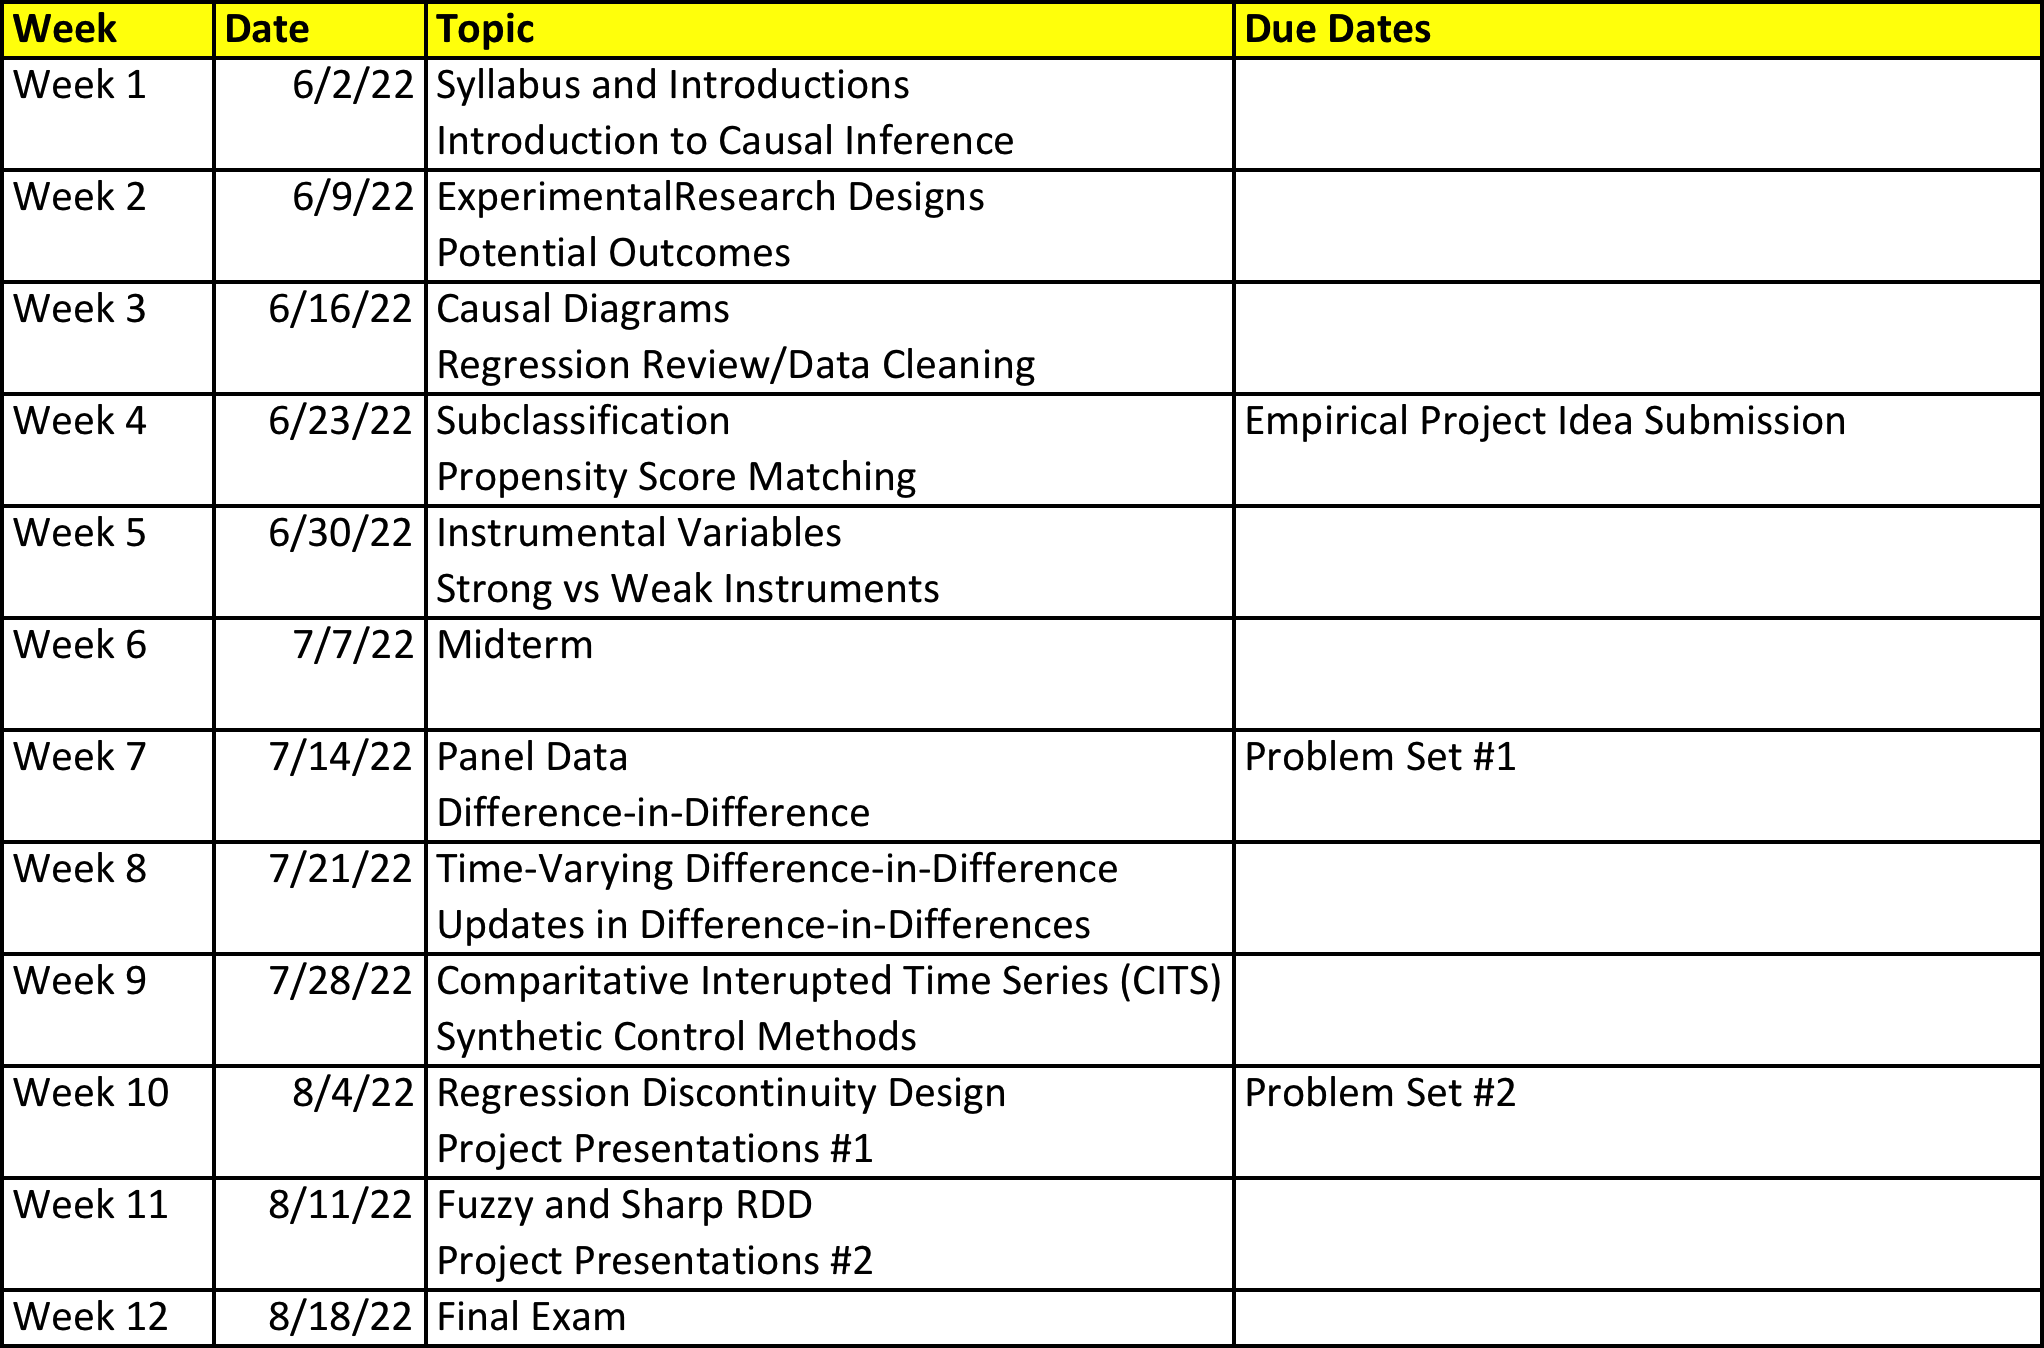 Week Date Topic Due Dates
Week 1 6/2/22 Syllabus and Introductions
Introduction to Causal Inference
Week 2 6/9/22 ExperimentalResearch Designs
Potential Outcomes
Week 3 6/16/22 Causal Diagrams
Regression Review/Data Cleaning
Week 4 6/23/22 Subclassification Empirical Project Idea Submission
Propensity Score Matching
Week 5 6/30/22 Instrumental Variables
Strong vs Weak Instruments
Week 6 7/7/22 Midterm
Week 7 7/14/22 Panel Data Problem Set #1
Difference-in-Difference
Week 8 7/21/22 Time-Varying Difference-in-Difference
Updates in Difference-in-Differences
Week 9 7/28/22 Comparitative Interupted Time Series (CITS)
Synthetic Control Methods
Week 10 8/4/22 Regression Discontinuity Design Problem Set #2
Project Presentations #1
Week 11 8/11/22 Fuzzy and Sharp RDD
Project Presentations #2
Week 12 8/18/22 Final Exam